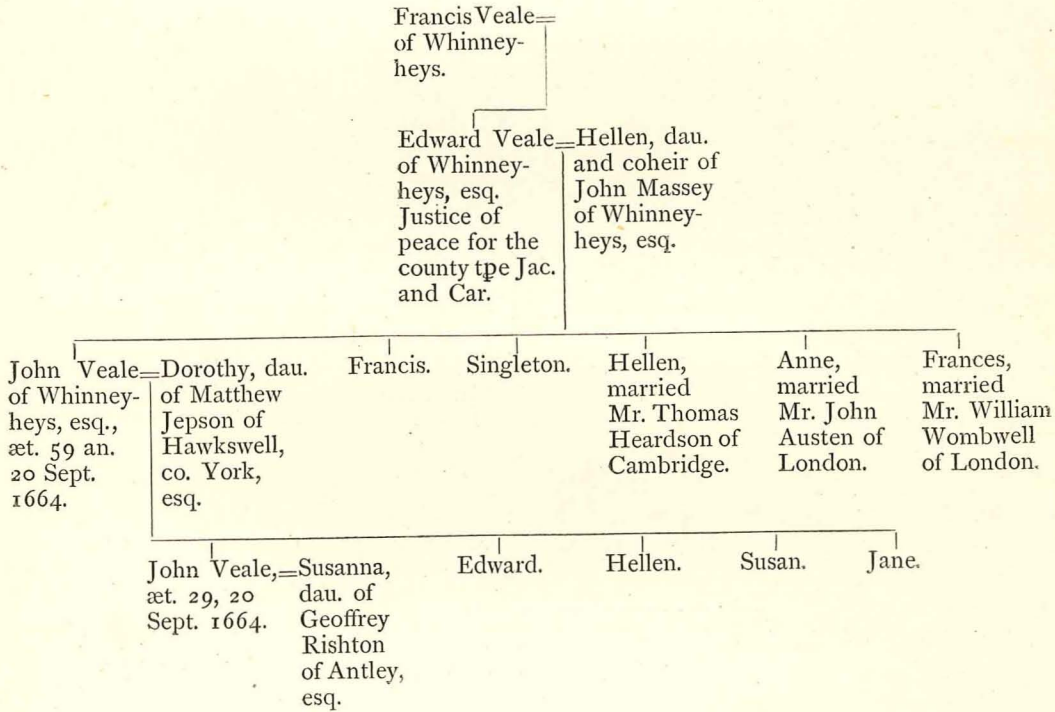 Francis Veale=
of Whinney-
heys.
Edward Veale=
of Whinney-
heys, esq.
Justice of
peace for the
county tpe Jac.
and Car.
Hellen, dau.
and coheir of
John Massey
of Whinney-
heys, esq.
John Veale=
of Whinney-
heys, esq.,
æt. 59 an.
20 Sept.
1664.
Dorothy, dau.
of Matthew
Jepson of
Hawkswell,
co. York,
esq.
Francis.
Singleton.
Hellen,
married
Mr. Thomas
Heardson of
Cambridge.
Anne,
married
Mr. John
Austen of
London.
Frances,
married
Mr. William
Wombwell
of London.
John Veale,=
æt. 29, 20
Sept. 1664.
Susanna,
dau. of
Geoffrey
Rishton
of Antley,
esq.
Edward.
Hellen.
Susan.
Jane.